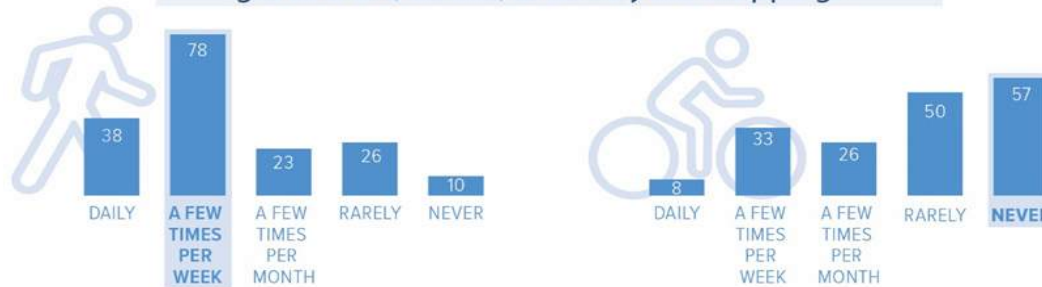 78
38
23
26
10
DAILY
A FEW
TIMES
PER
WEEK
A FEW
TIMES
PER
MONTH
RARELY
NEVER
8
33
26
50
57
DAILY
A FEW
TIMES
PER
WEEK
A FEW
TIMES
PER
MONTH
RARELY
NEVER